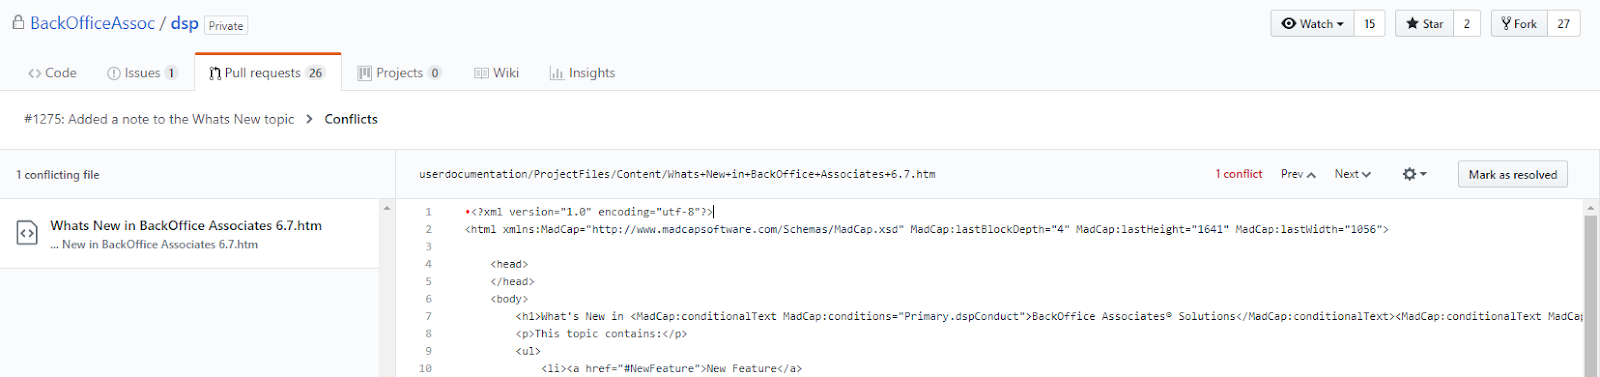 BackOfficeAssoc / dsp Private Watch 15 Star 2 Fork 27
Code Issues 1 Pull requests 26 Projects 0 Wiki Insights
#1275: Added a note to the Whats New topic > Conflicts
1 conflicting file
userdocumentation/ProjectFiles/Content/Whats+New+in+BackOffice+Associates+6.7.htm 1 conflict Prev Next Mark as resolved
Whats New in BackOffice Associates 6.7.htm
... New in BackOffice Associates 6.7.htm
1 •<?xml version="1.0" encoding="utf-8"?>
2 <html xmlns:MadCap="http://www.madcapsoftware.com/Schemas/MadCap.xsd" MadCap:lastBlockDepth="4" MadCap:lastHeight="1641" MadCap:lastWidth="1056">
3
4 <head>
5 </head>
6 <body>
7 <h1>What's New in <MadCap:conditionalText MadCap:conditions="Primary.dspConduct">BackOffice Associates® Solutions</MadCap:conditionalText><MadCap:conditionalText MadCap
8 <p>This topic contains:</p>
9 <ul>
10 <li><a href="#NewFeature">New Feature</a>